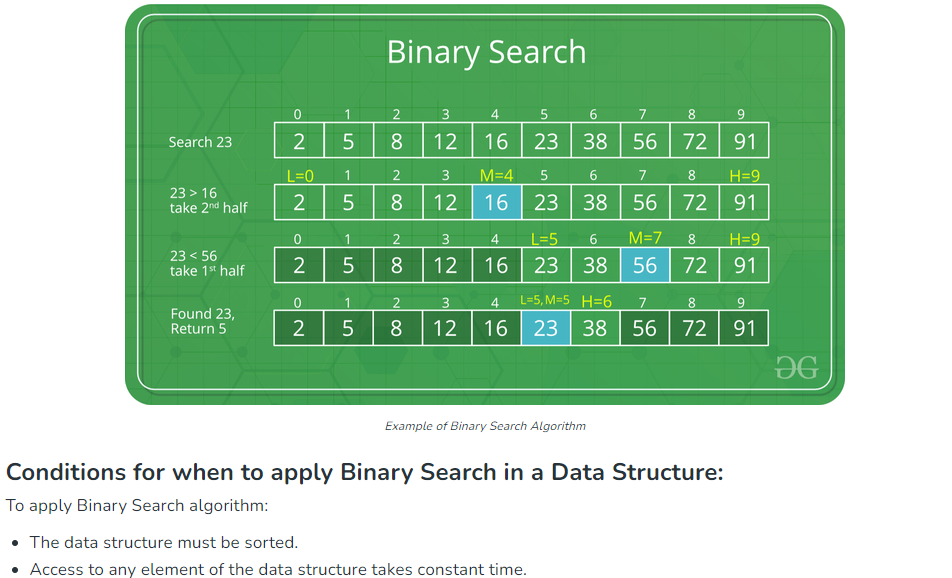 Binary Search
0 1 2 3 4 5 6 7 8 9
Search 23
2 5 8 12 16 23 38 56 72 91
L=0 1 2 3 M=4 5 6 7 8 H=9
23 > 16
take 2nd half
2 5 8 12 16 23 38 56 72 91
0 1 2 3 4 L=5 6 M=7 8 H=9
23 < 56
take 1st half
2 5 8 12 16 23 38 56 72 91
0 1 2 3 4 L=5, M=5 H=6 7 8 9
Found 23,
Return 5
2 5 8 12 16 23 38 56 72 91
Example of Binary Search Algorithm
Conditions for when to apply Binary Search in a Data Structure:
To apply Binary Search algorithm:
• The data structure must be sorted.
• Access to any element of the data structure takes constant time.